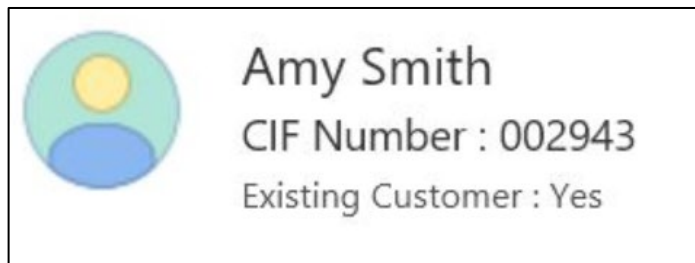 Amy Smith
CIF Number : 002943
Existing Customer : Yes